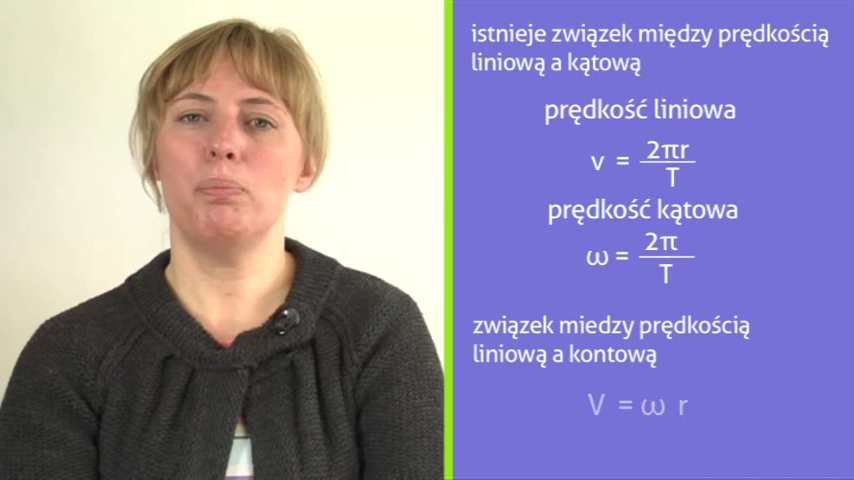 istnieje związek między prędkością
liniową a kątową
prędkość liniowa
v = 2πr / T
prędkość kątowa
ω = 2π / T
związek miedzy prędkością
liniową a kontową
V = ω r